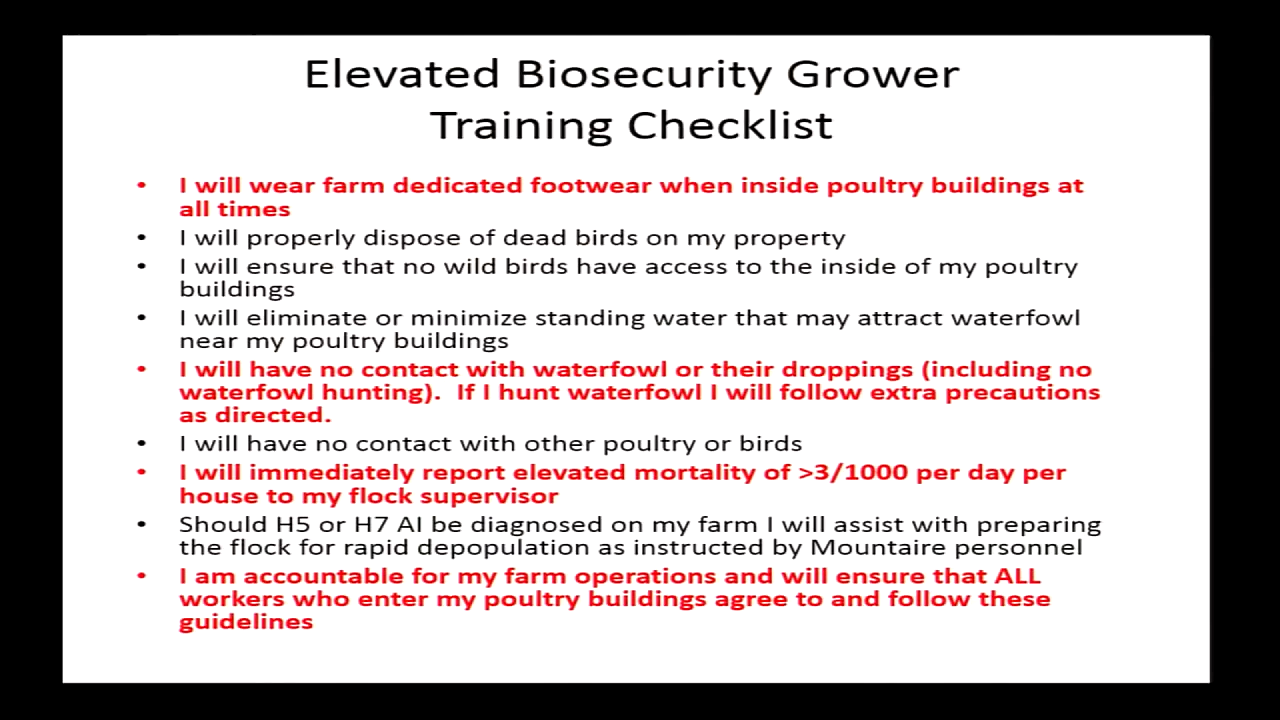 Elevated Biosecurity Grower
Training Checklist
• I will wear farm dedicated footwear when inside poultry buildings at
all times
• I will properly dispose of dead birds on my property
• I will ensure that no wild birds have access to the inside of my poultry
buildings
• I will eliminate or minimize standing water that may attract waterfowl
near my poultry buildings
• I will have no contact with waterfowl or their droppings (including no
waterfowl hunting).  If I hunt waterfowl I will follow extra precautions
as directed.
• I will have no contact with other poultry or birds
• I will immediately report elevated mortality of >3/1000 per day per
house to my flock supervisor
• Should H5 or H7 AI be diagnosed on my farm I will assist with preparing
the flock for rapid depopulation as instructed by Mountaire personnel
• I am accountable for my farm operations and will ensure that ALL
workers who enter my poultry buildings agree to and follow these
guidelines